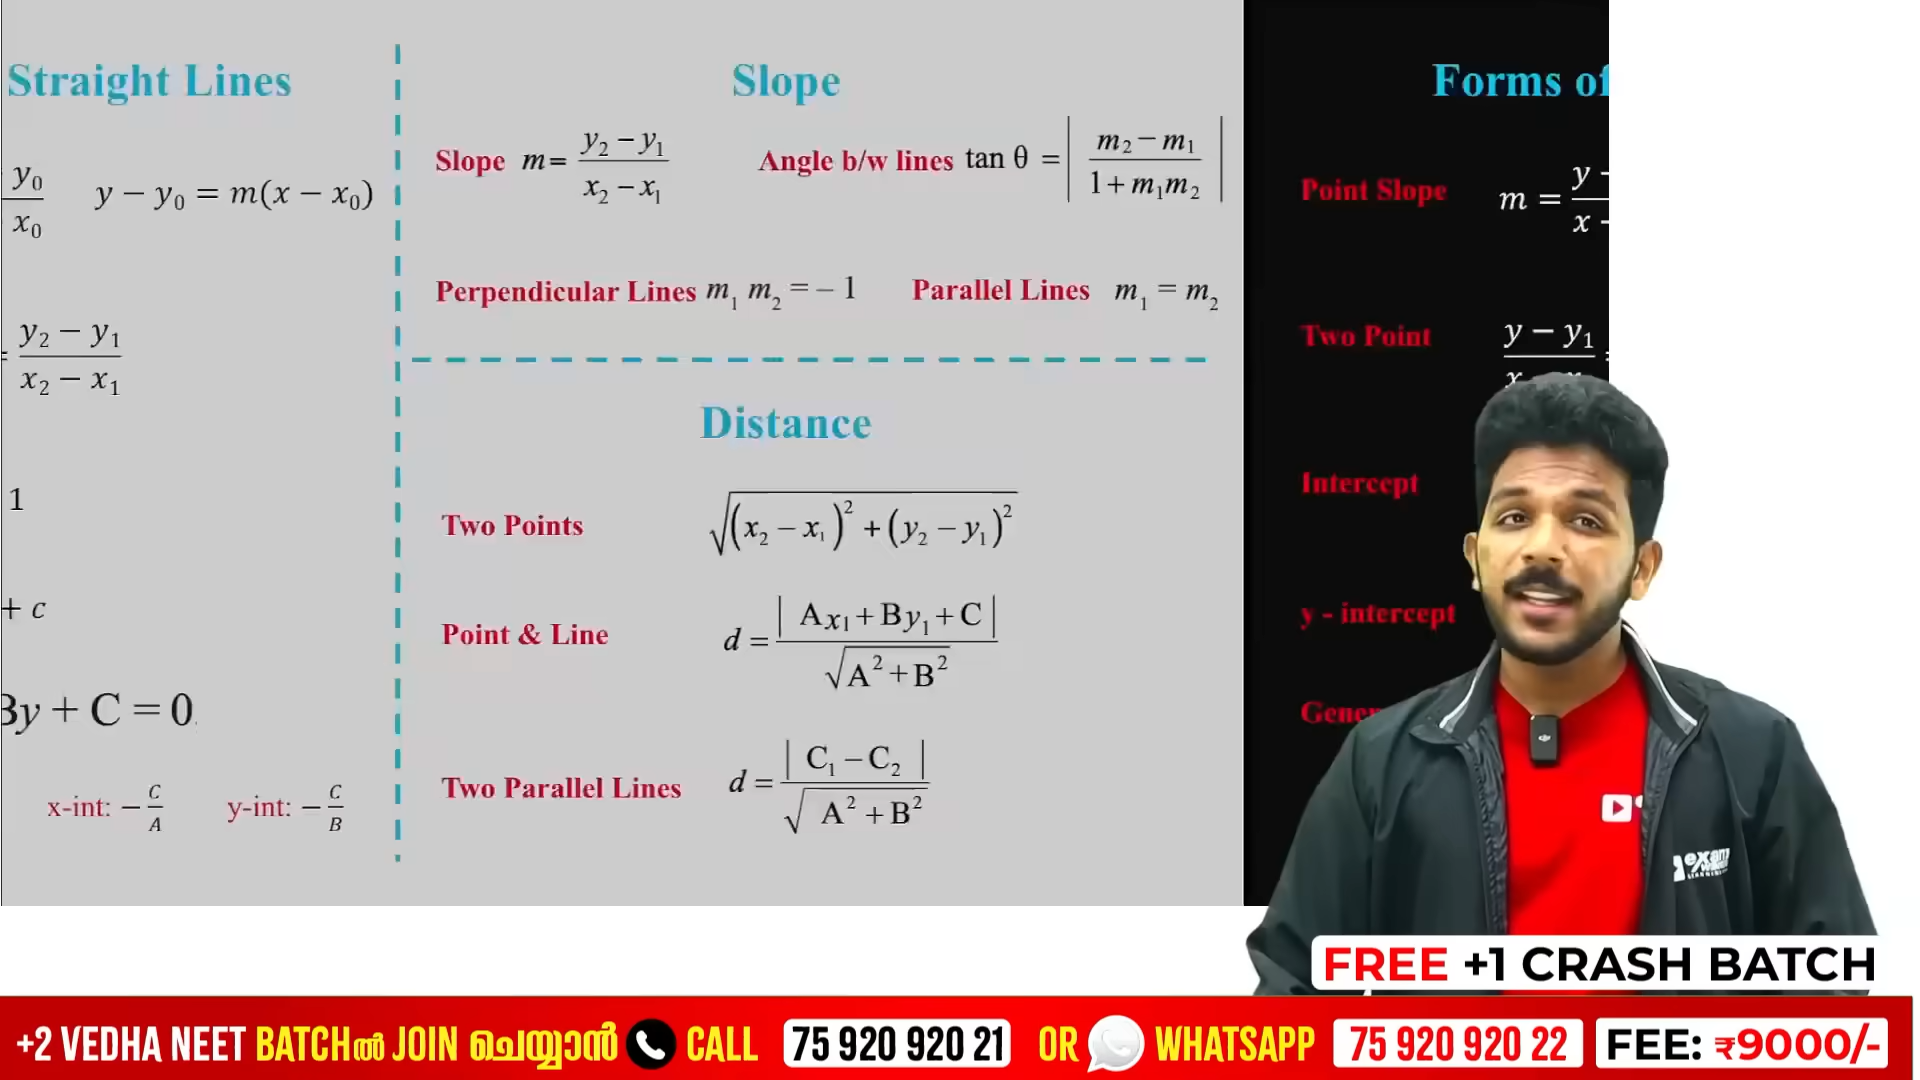 Straight Lines
y₀
x₀
y − y₀ = m(x − x₀)
= y₂ − y₁
x₂ − x₁
1
+ c
By + C = 0
x-int: − C/A y-int: − C/B
Slope
Slope m = y₂ − y₁ / x₂ − x₁
Angle b/w lines tan θ = | m₂ − m₁ / 1 + m₁m₂ |
Perpendicular Lines m₁ m₂ = − 1
Parallel Lines m₁ = m₂
Distance
Two Points √(x₂ − x₁)² + (y₂ − y₁)²
Point & Line d = | Ax₁ + By₁ + C | / √A² + B²
Two Parallel Lines d = | C₁ − C₂ | / √A² + B²
Forms of
Point Slope m = y − / x −
Two Point y − y₁ =
Intercept
y - intercept
Gener
exam winner
FREE +1 CRASH BATCH
+2 VEDHA NEET BATCHൽ JOIN ചെയ്യാൻ CALL 75 920 920 21 OR WHATSAPP 75 920 920 22 FEE: ₹9000/-